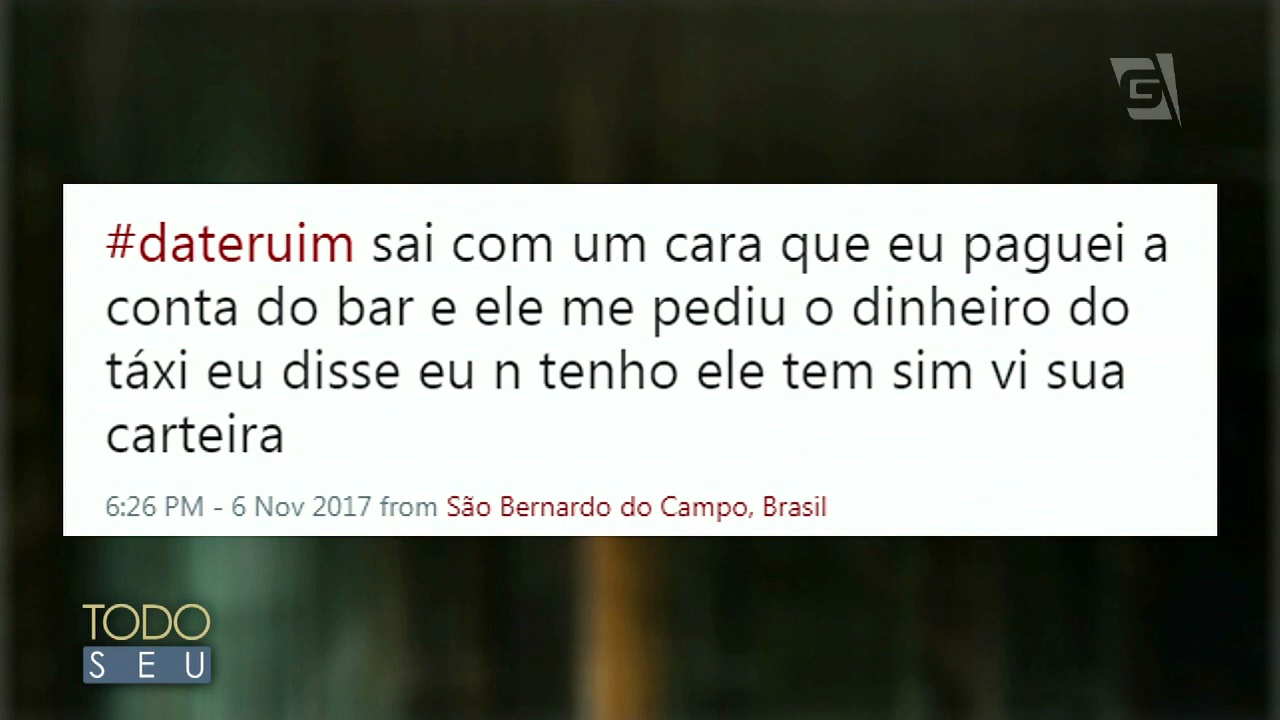 #dateruim sai com um cara que eu paguei a
conta do bar e ele me pediu o dinheiro do
táxi eu disse eu n tenho ele tem sim vi sua
carteira
6:26 PM - 6 Nov 2017 from São Bernardo do Campo, Brasil
TODO
SEU